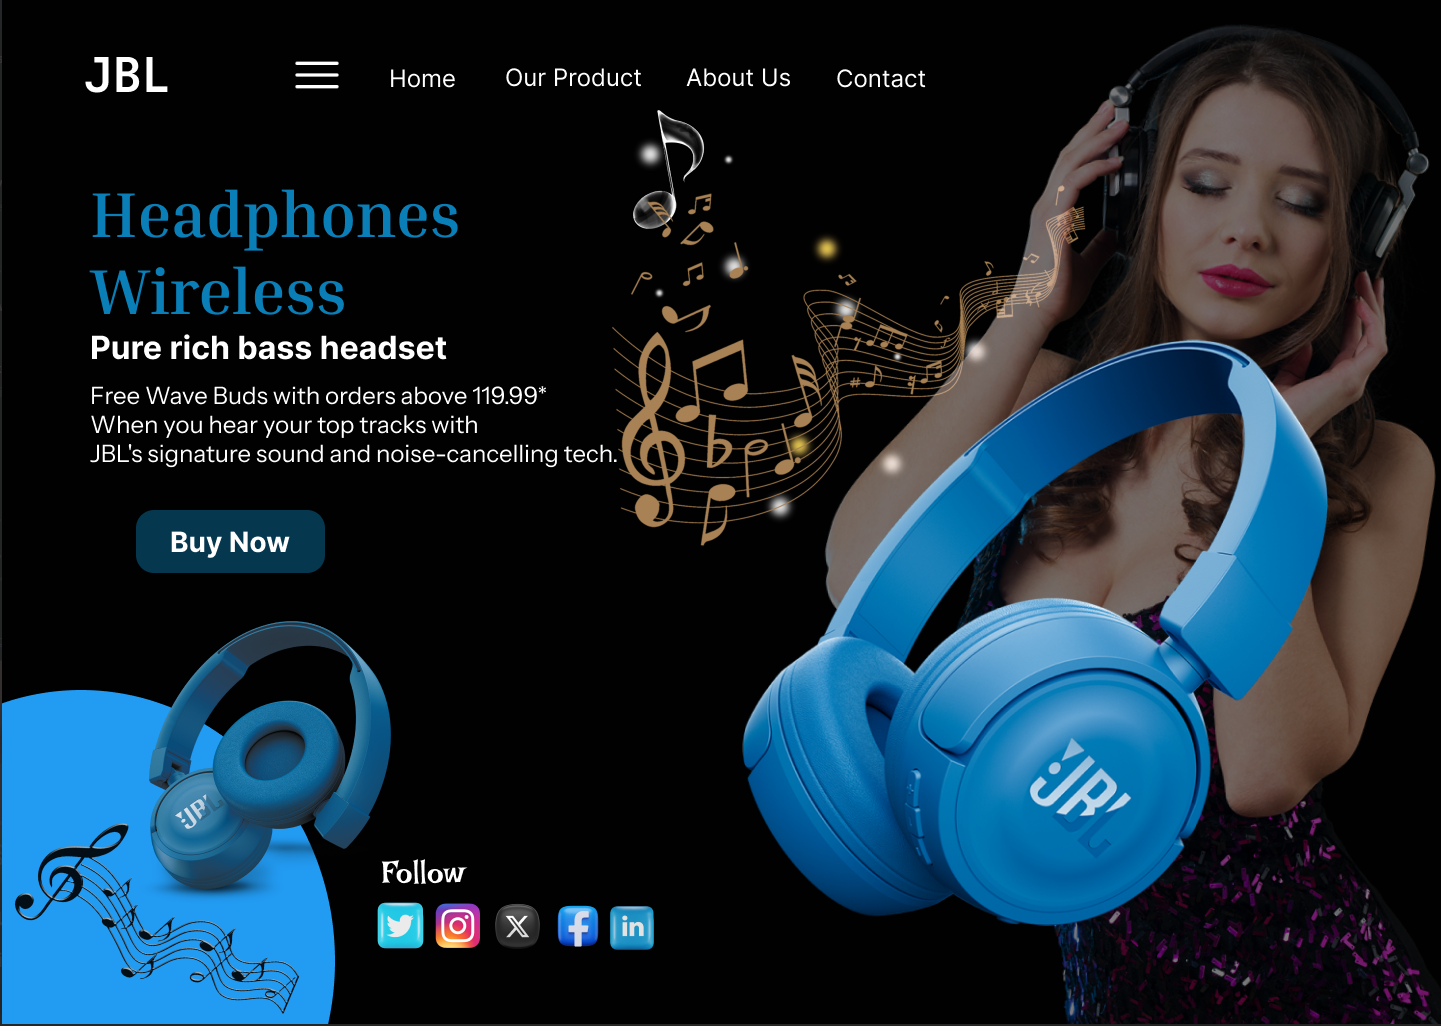 JBL
Home Our Product About Us Contact
Headphones
Wireless
Pure rich bass headset
Free Wave Buds with orders above 119.99*
When you hear your top tracks with
JBL's signature sound and noise-cancelling tech.
Buy Now
JBL
JBL
Follow
in